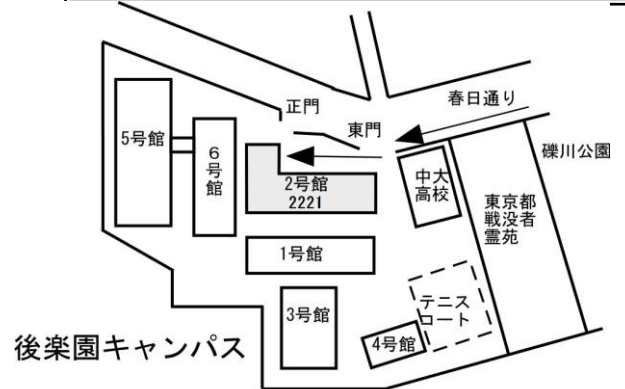 正門
春日通り
東門
5号館
6
号
館
礫川公園
中大
高校
2号館
2221
東京都
戦没者
霊苑
1号館
テニス
コート
3号館
4号館
後楽園キャンパス